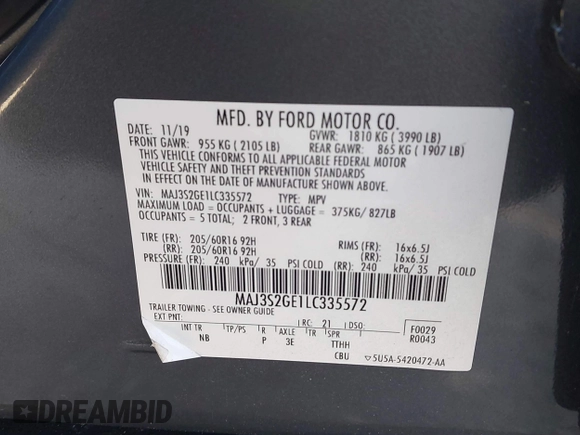 MFD. BY FORD MOTOR CO.
DATE: 11/19 GVWR: 1810 KG ( 3990 LB)
FRONT GAWR: 955 KG ( 2105 LB) REAR GAWR: 865 KG ( 1907 LB)
THIS VEHICLE CONFORMS TO ALL APPLICABLE FEDERAL MOTOR
VEHICLE SAFETY AND THEFT PREVENTION STANDARDS
IN EFFECT ON THE DATE OF MANUFACTURE SHOWN ABOVE.
VIN: MAJ3S2GE1LC335572 TYPE: MPV
MAXIMUM LOAD = OCCUPANTS + LUGGAGE = 375KG/ 827LB
OCCUPANTS = 5 TOTAL; 2 FRONT, 3 REAR
TIRE (FR): 205/60R16 92H RIMS (FR): 16x6.5J
(RR): 205/60R16 92H (RR): 16x6.5J
PRESSURE (FR): 240 kPa/ 35 PSI COLD (RR): 240 kPa/ 35 PSI COLD
MAJ3S2GE1LC335572
TRAILER TOWING - SEE OWNER GUIDE
EXT PNT: RC: 21 DSO: F0029
R0043
INT TR TP/PS R AXLE TR SPR
NB P 3E TTHH
CBU 5U5A-5420472-AA
DREAMBID